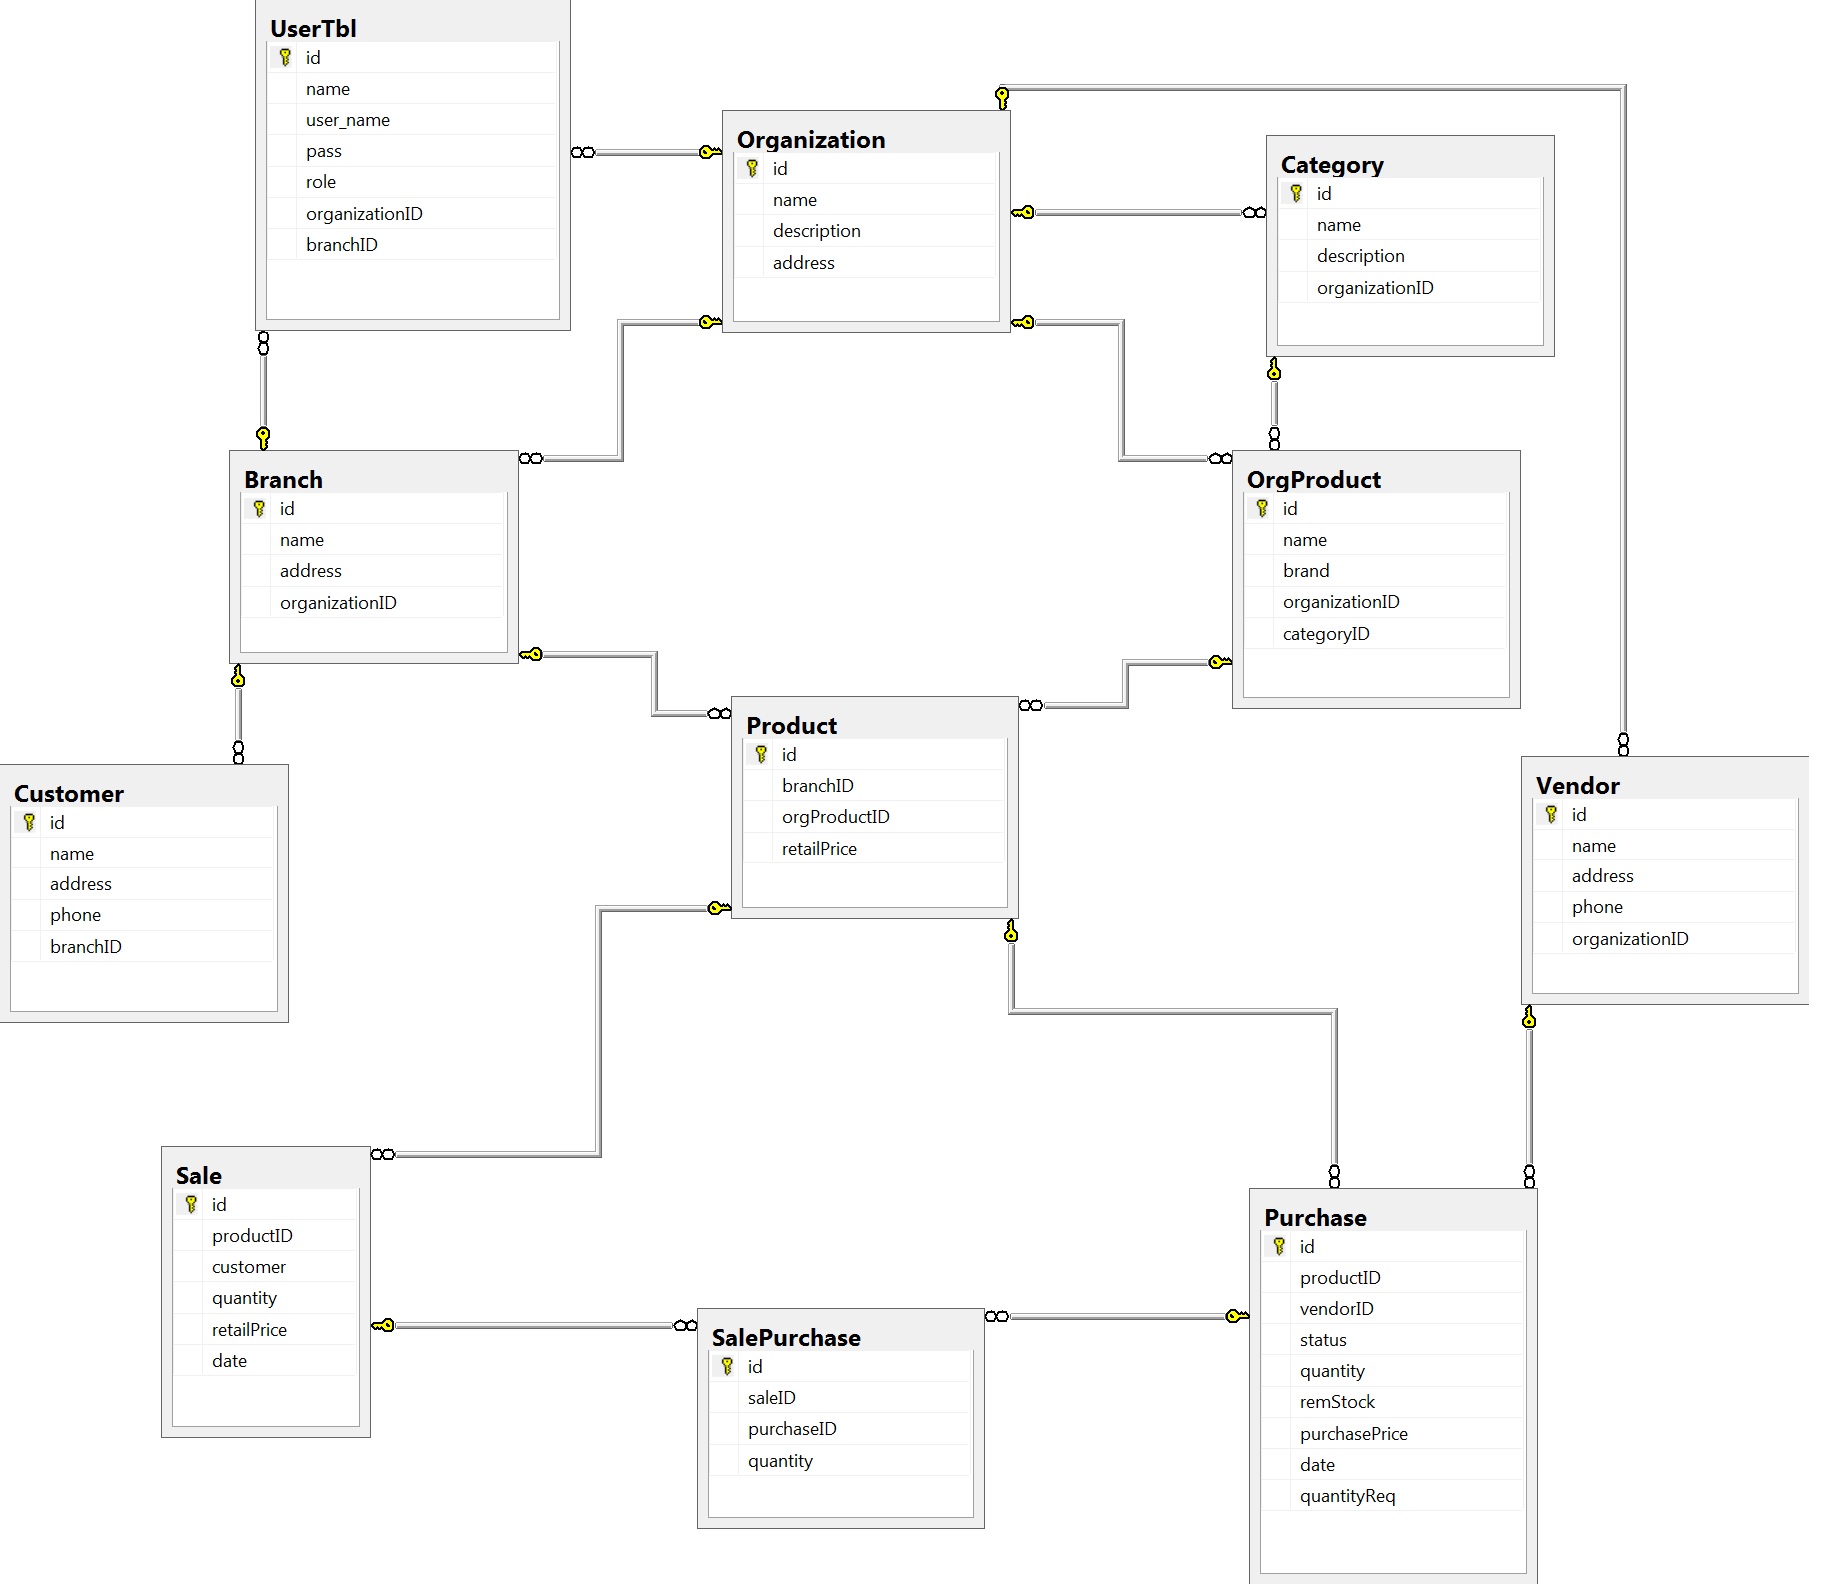 UserTbl
id
name
user_name
pass
role
organizationID
branchID
Organization
id
name
description
address
Category
id
name
description
organizationID
Branch
id
name
address
organizationID
OrgProduct
id
name
brand
organizationID
categoryID
Product
id
branchID
orgProductID
retailPrice
Customer
id
name
address
phone
branchID
Vendor
id
name
address
phone
organizationID
Sale
id
productID
customer
quantity
retailPrice
date
SalePurchase
id
saleID
purchaseID
quantity
Purchase
id
productID
vendorID
status
quantity
remStock
purchasePrice
date
quantityReq